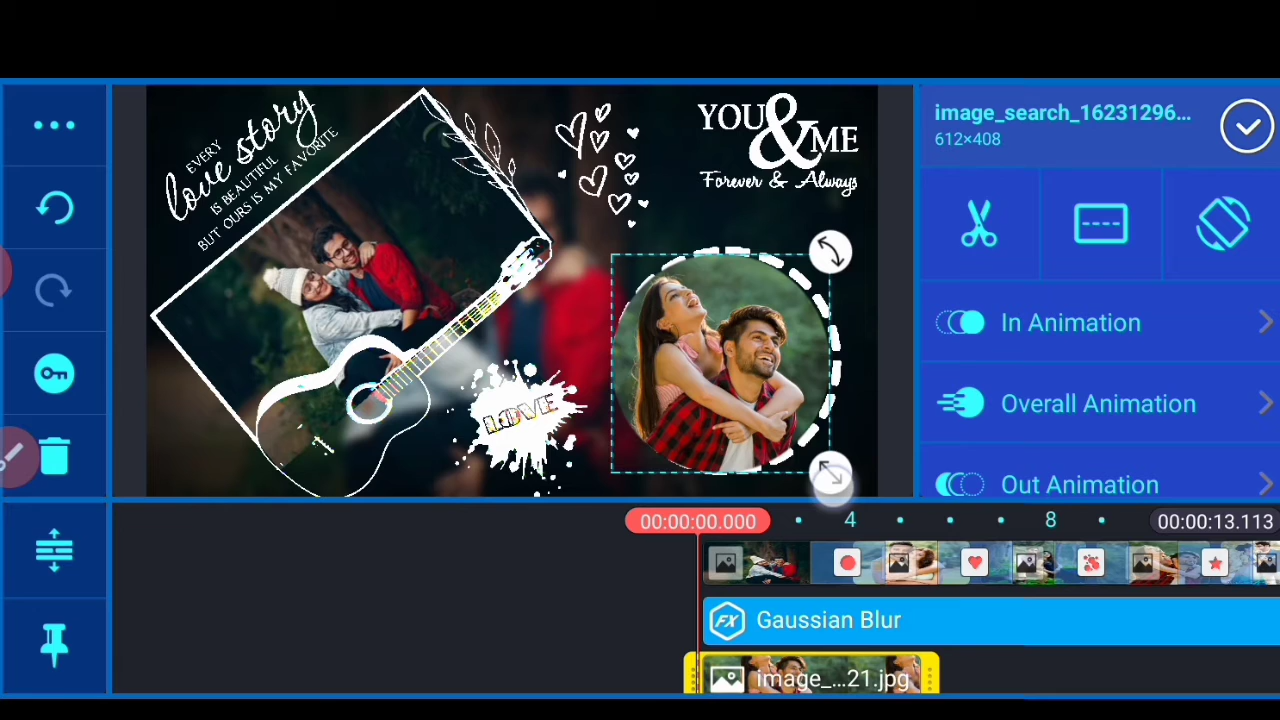 EVERY
love story
IS BEAUTIFUL
BUT OURS IS MY FAVORITE
YOU & ME
Forever & Always
LOVE
image_search_16231296...
612×408
In Animation
Overall Animation
Out Animation
00:00:00.000
4
8
00:00:13.113
FX
Gaussian Blur
image_...21.jpg